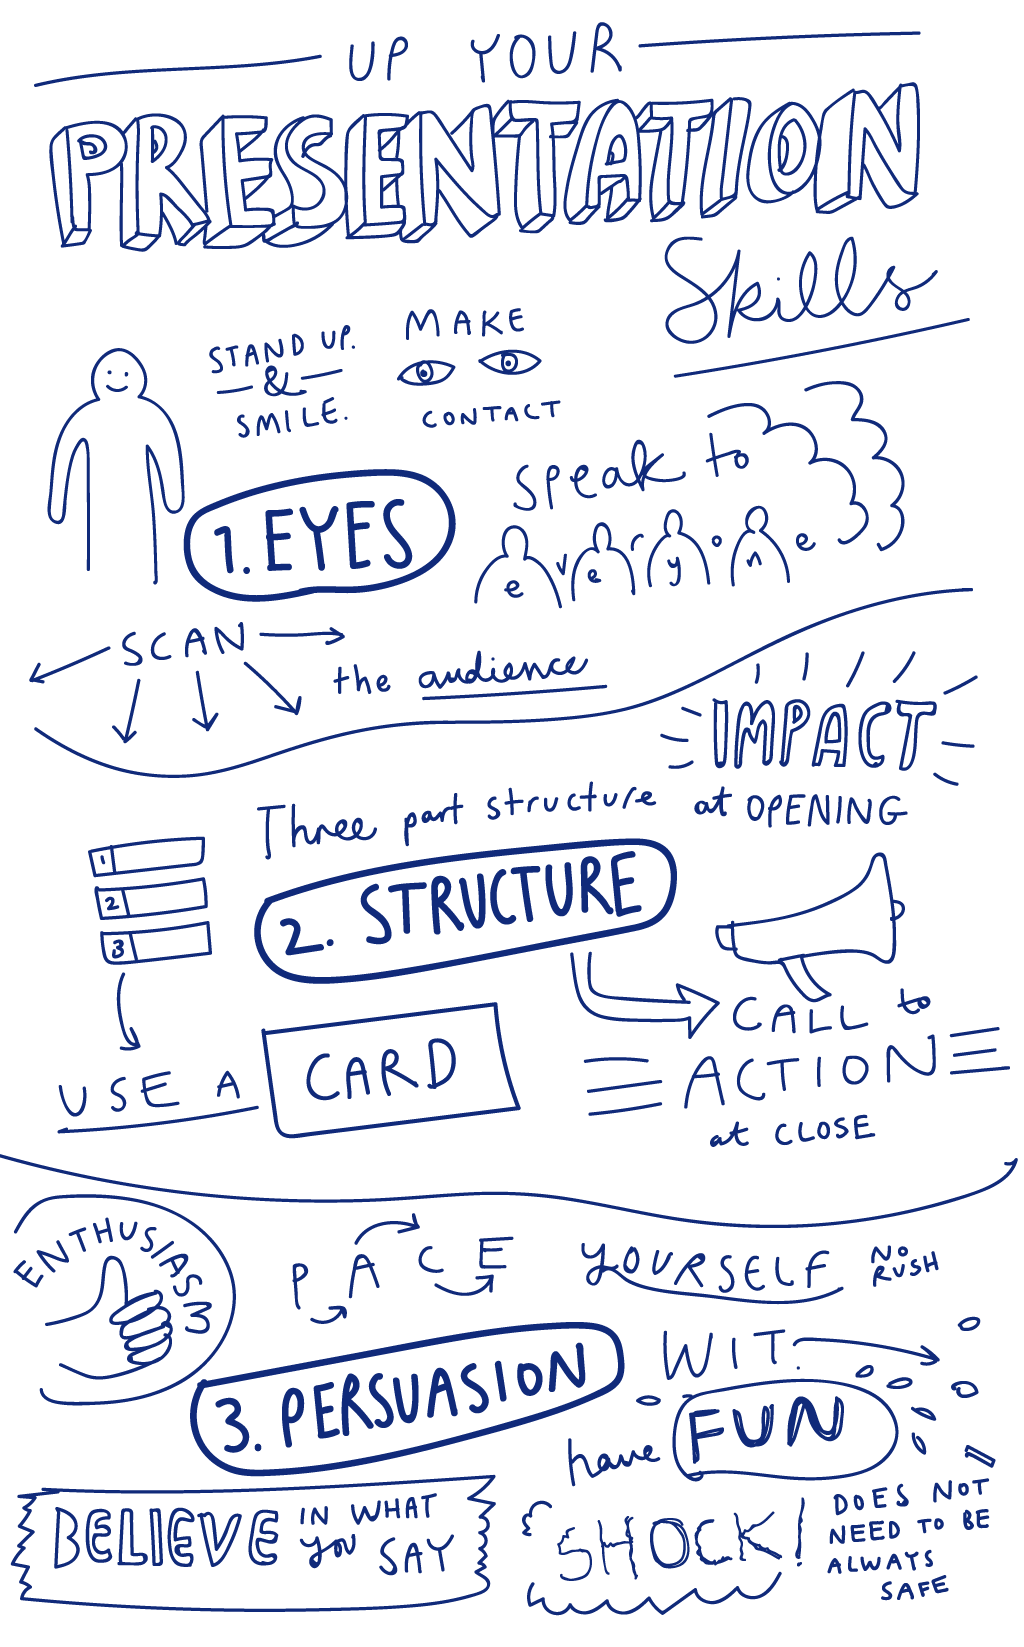 UP YOUR
PRESENTATION
Skills
STAND UP.
&
SMILE.
MAKE
CONTACT
1. EYES
speak to
everyone
SCAN
the audience
IMPACT
at OPENING
Three part structure
1
2
3
2. STRUCTURE
USE A
CARD
CALL to
ACTION
at CLOSE
ENTHUSIASM
PACE
YOURSELF
NO
RUSH
3. PERSUASION
WIT.
have FUN
BELIEVE
IN WHAT
YOU
SAY
SHOCK!
DOES NOT
NEED TO BE
ALWAYS
SAFE